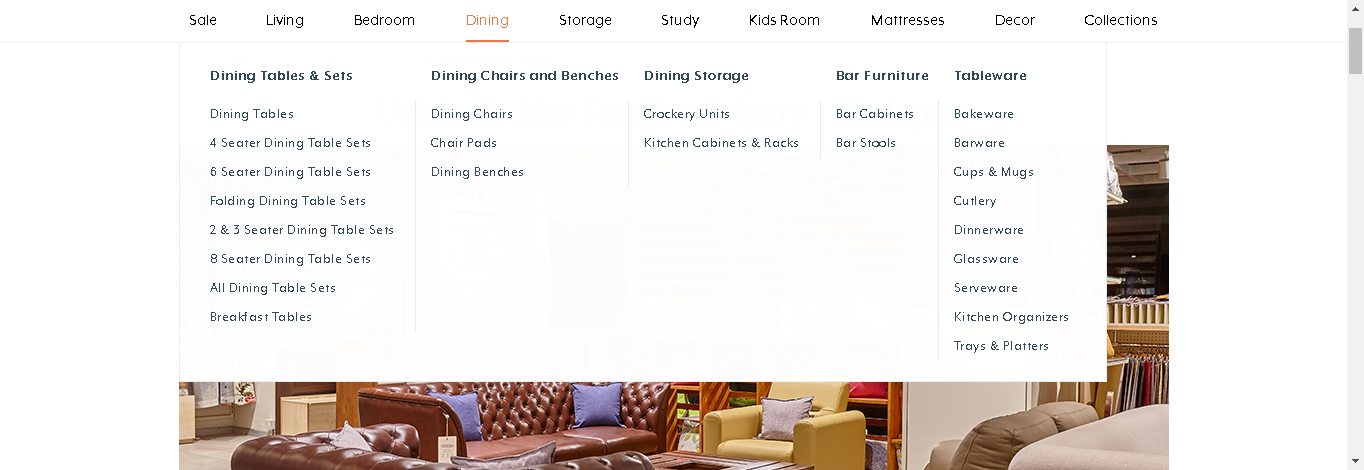 Sale Living Bedroom Dining Storage Study Kids Room Mattresses Decor Collections
Dining Tables & Sets
Dining Tables
4 Seater Dining Table Sets
6 Seater Dining Table Sets
Folding Dining Table Sets
2 & 3 Seater Dining Table Sets
8 Seater Dining Table Sets
All Dining Table Sets
Breakfast Tables
Dining Chairs and Benches
Dining Chairs
Chair Pads
Dining Benches
Dining Storage
Crockery Units
Kitchen Cabinets & Racks
Bar Furniture
Bar Cabinets
Bar Stools
Tableware
Bakeware
Barware
Cups & Mugs
Cutlery
Dinnerware
Glassware
Serveware
Kitchen Organizers
Trays & Platters